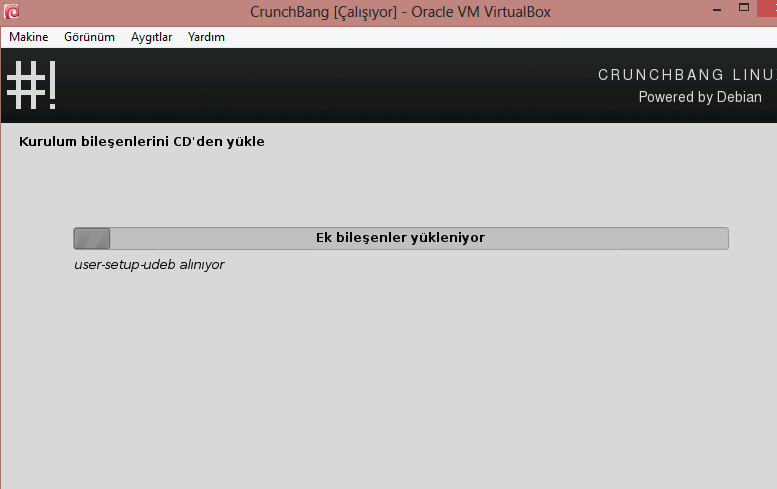 CrunchBang [Çalışıyor] - Oracle VM VirtualBox
Makine Görünüm Aygıtlar Yardım
#!
CRUNCHBANG LINU
Powered by Debian
Kurulum bileşenlerini CD'den yükle
Ek bileşenler yükleniyor
user-setup-udeb alınıyor